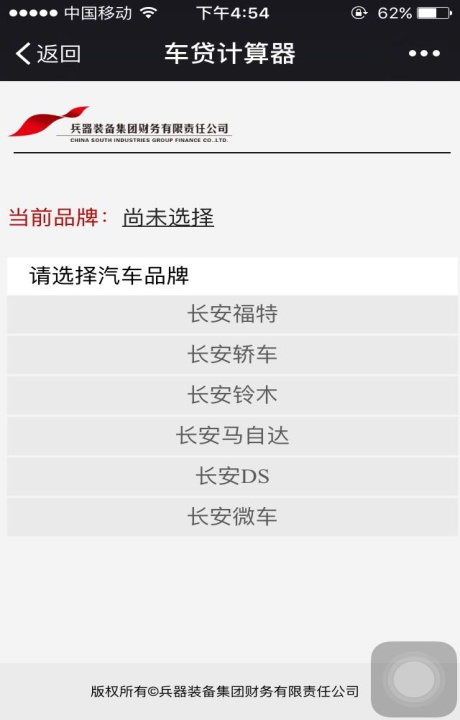 中国移动 下午4:54 62%
返回 车贷计算器
兵器装备集团财务有限责任公司
CHINA SOUTH INDUSTRIES GROUP FINANCE CO.,LTD.
当前品牌：尚未选择
请选择汽车品牌
长安福特
长安轿车
长安铃木
长安马自达
长安DS
长安微车
版权所有©兵器装备集团财务有限责任公司